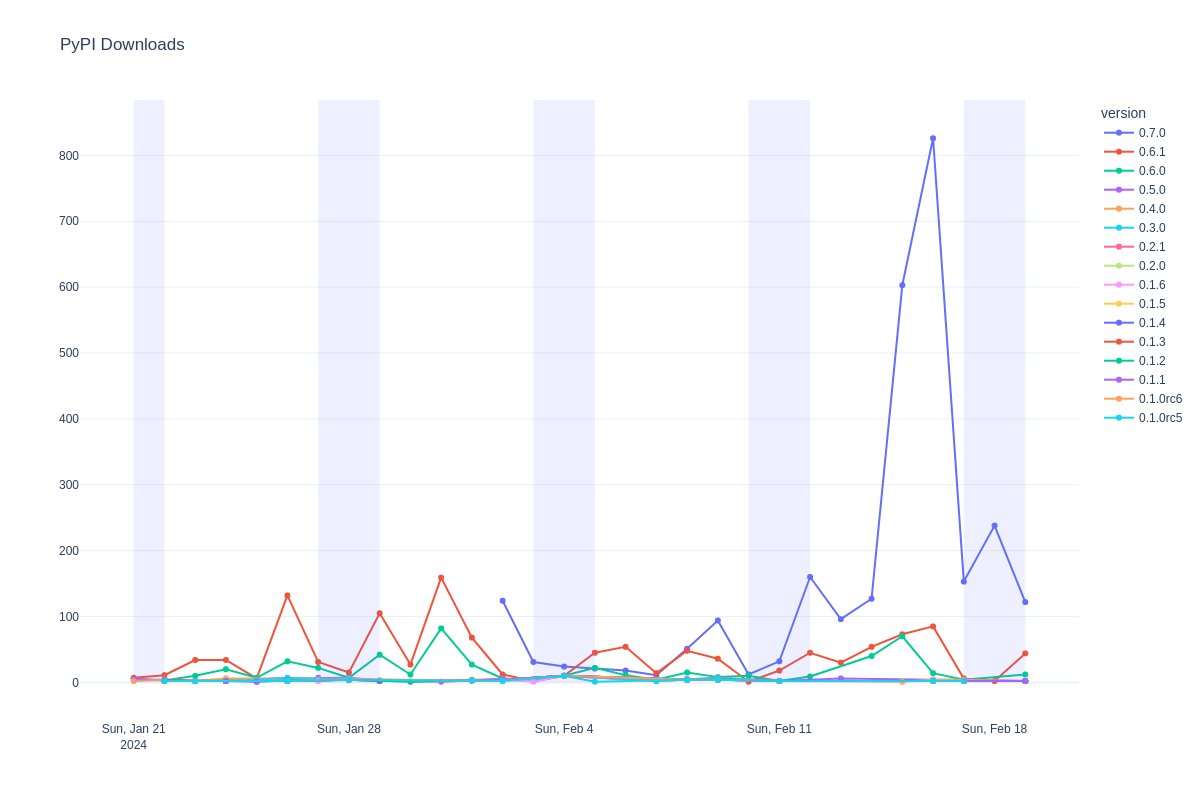 PyPI Downloads
version
0.7.0
0.6.1
0.6.0
0.5.0
0.4.0
0.3.0
0.2.1
0.2.0
0.1.6
0.1.5
0.1.4
0.1.3
0.1.2
0.1.1
0.1.0rc6
0.1.0rc5
800
700
600
500
400
300
200
100
0
Sun, Jan 21
2024
Sun, Jan 28
Sun, Feb 4
Sun, Feb 11
Sun, Feb 18